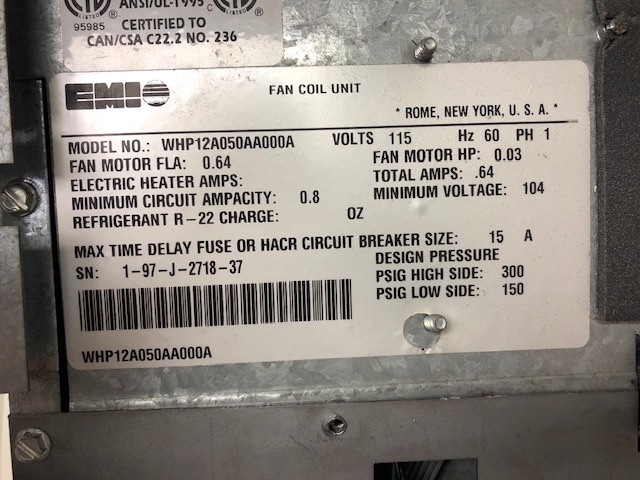 ANSI/UL-1995
C
95985 CERTIFIED TO
CAN/CSA C22.2 NO. 236
EMI
FAN COIL UNIT
* ROME, NEW YORK, U. S. A. *
MODEL NO.: WHP12A050AA000A VOLTS 115 Hz 60 PH 1
FAN MOTOR FLA: 0.64 FAN MOTOR HP: 0.03
ELECTRIC HEATER AMPS: TOTAL AMPS: .64
MINIMUM CIRCUIT AMPACITY: 0.8 MINIMUM VOLTAGE: 104
REFRIGERANT R-22 CHARGE: OZ
MAX TIME DELAY FUSE OR HACR CIRCUIT BREAKER SIZE: 15 A
SN: 1-97-J-2718-37 DESIGN PRESSURE
PSIG HIGH SIDE: 300
PSIG LOW SIDE: 150
WHP12A050AA000A